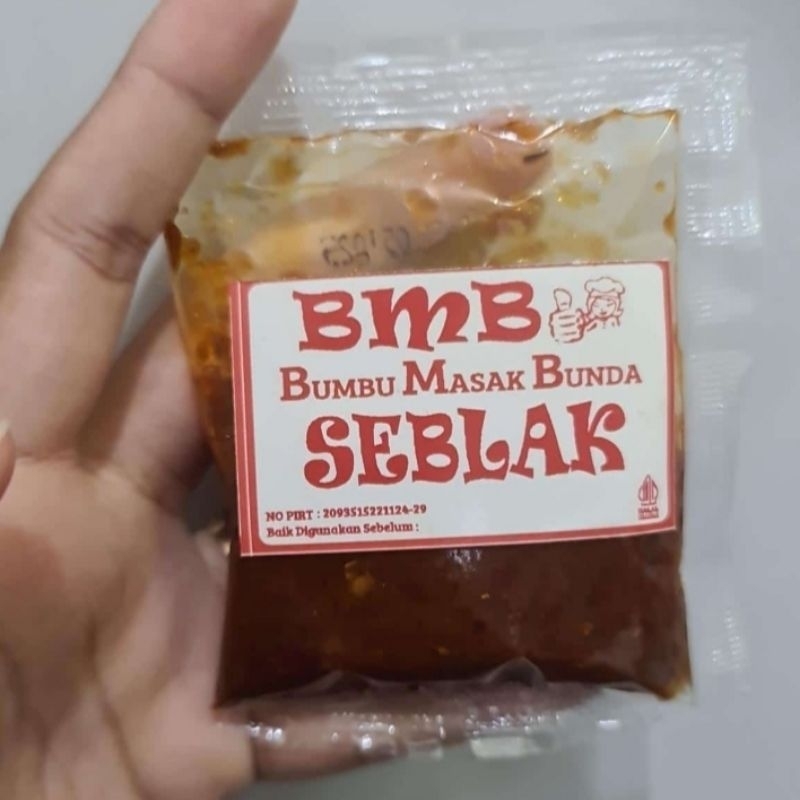 BMB
BUMBU MASAK BUNDA
SEBLAK
NO PIRT : 2093515221124-29
Baik Digunakan Sebelum :